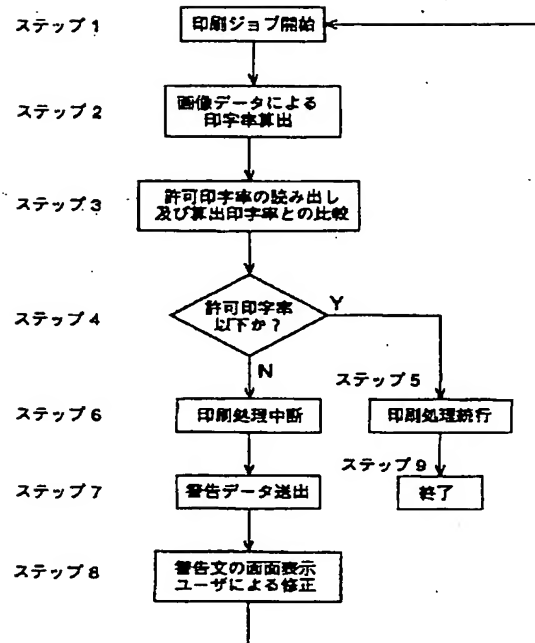 ステップ1
印刷ジョブ開始
ステップ2
画像データによる
印字率算出
ステップ3
許可印字率の読み出し
及び算出印字率との比較
ステップ4
許可印字率
以下か?
Y
N
ステップ5
ステップ6
印刷処理中断
印刷処理続行
ステップ9
ステップ7
警告データ送出
終了
ステップ8
警告文の画面表示
ユーザによる修正